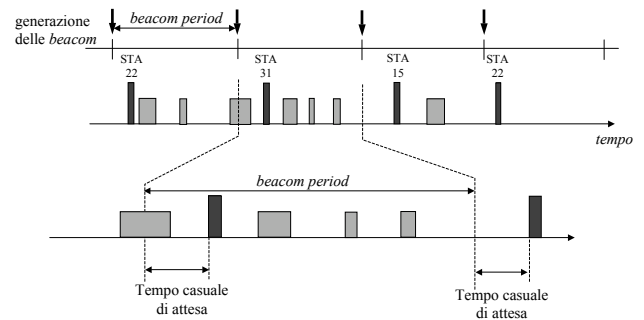 generazione
delle beacom
beacom period
STA
22
STA
31
STA
15
STA
22
tempo
beacom period
Tempo casuale
di attesa
Tempo casuale
di attesa